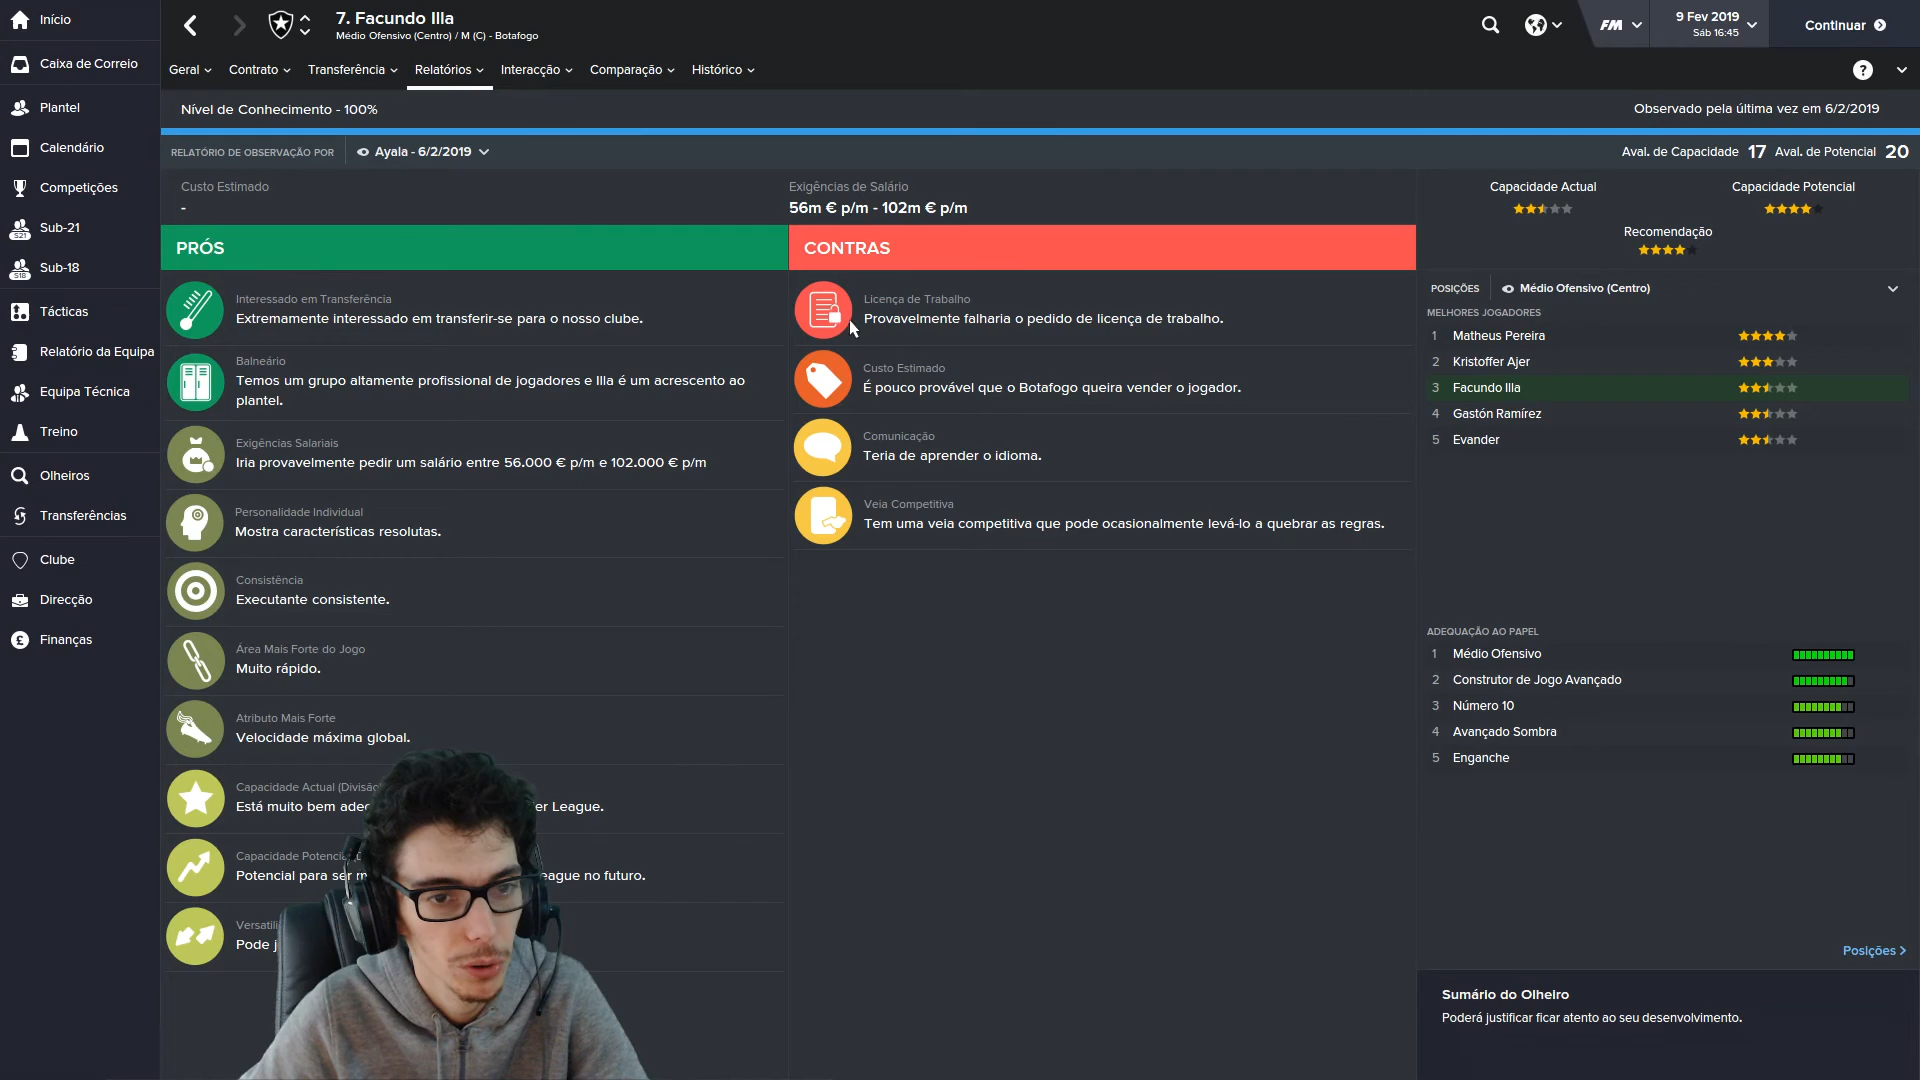 Início
Caixa de Correio
Plantel
Calendário
Competições
Sub-21
Sub-18
Tácticas
Relatório da Equipa
Equipa Técnica
Treino
Olheiros
Transferências
Clube
Direcção
Finanças
7. Facundo Illa
Médio Ofensivo (Centro) / M (C) - Botafogo
FM
9 Fev 2019
Sáb 16:45
Continuar
Geral
Contrato
Transferência
Relatórios
Interacção
Comparação
Histórico
?
Nível de Conhecimento - 100%
Observado pela última vez em 6/2/2019
RELATÓRIO DE OBSERVAÇÃO POR
Ayala - 6/2/2019
Aval. de Capacidade 17 Aval. de Potencial 20
Custo Estimado
-
Exigências de Salário
56m € p/m - 102m € p/m
PRÓS
Interessado em Transferência
Extremamente interessado em transferir-se para o nosso clube.
Balneário
Temos um grupo altamente profissional de jogadores e Illa é um acrescento ao
plantel.
Exigências Salariais
Iria provavelmente pedir um salário entre 56.000 € p/m e 102.000 € p/m
Personalidade Individual
Mostra características resolutas.
Consistência
Executante consistente.
Área Mais Forte do Jogo
Muito rápido.
Atributo Mais Forte
Velocidade máxima global.
Capacidade Actual
Está muito bem er League.
Capacidade
Potencial para ser eague no futuro.
Pode
CONTRAS
Licença de Trabalho
Provavelmente falharia o pedido de licença de trabalho.
Custo Estimado
É pouco provável que o Botafogo queira vender o jogador.
Comunicação
Teria de aprender o idioma.
Veia Competitiva
Tem uma veia competitiva que pode ocasionalmente levá-lo a quebrar as regras.
Capacidade Actual
Capacidade Potencial
Recomendação
POSIÇÕES
Médio Ofensivo (Centro)
MELHORES JOGADORES
1 Matheus Pereira
2 Kristoffer Ajer
3 Facundo Illa
4 Gastón Ramírez
5 Evander
ADEQUAÇÃO AO PAPEL
1 Médio Ofensivo
2 Construtor de Jogo Avançado
3 Número 10
4 Avançado Sombra
5 Enganche
Posições
Sumário do Olheiro
Poderá justificar ficar atento ao seu desenvolvimento.